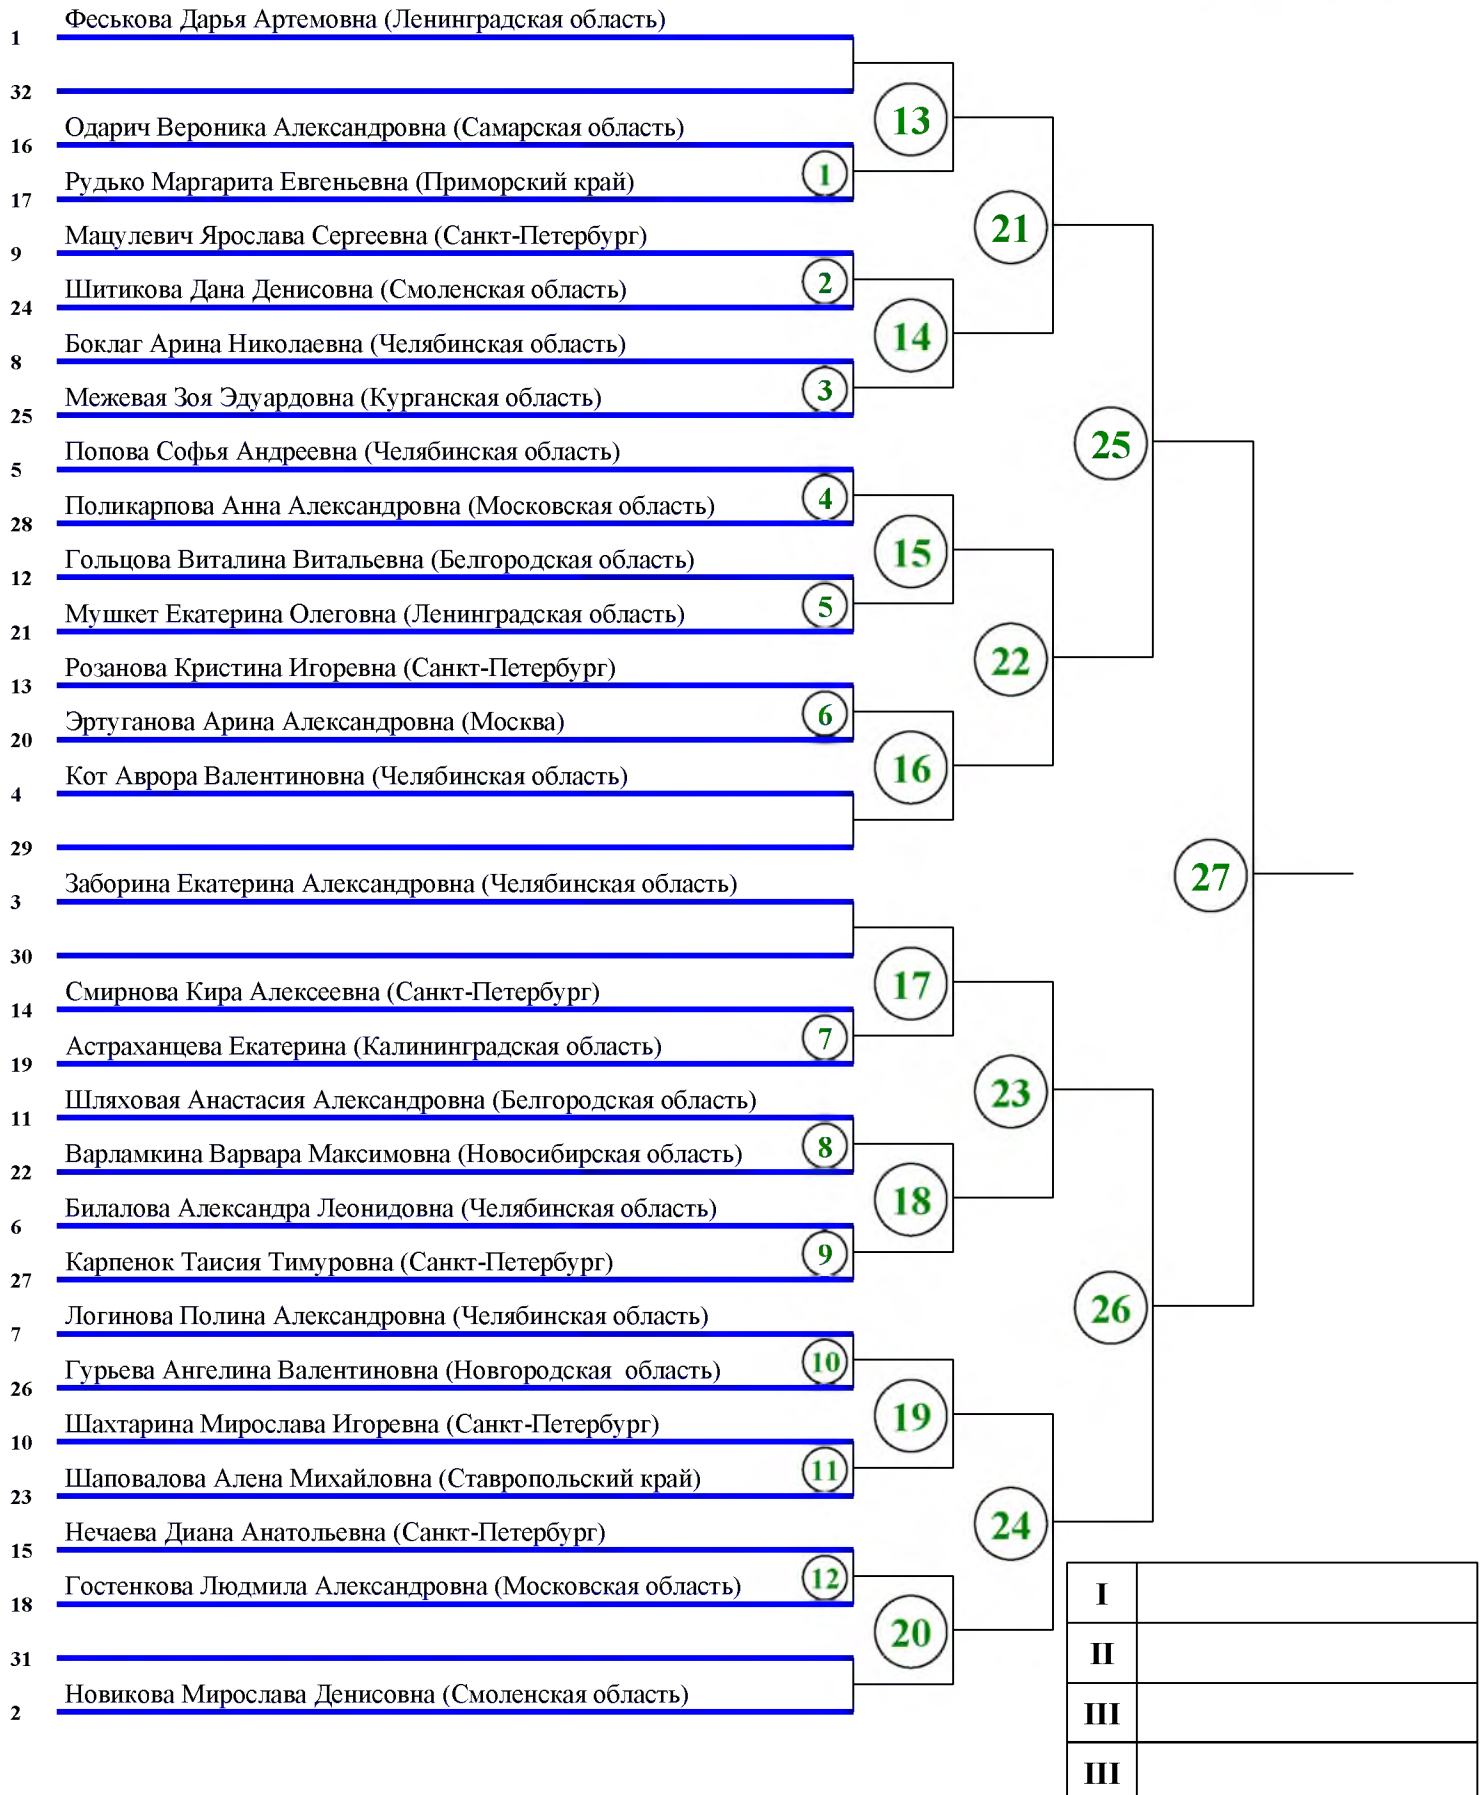 Феськова Дарья Артемовна (Ленинградская область)
1
32
Одарич Вероника Александровна (Самарская область)
13
16
Рудько Маргарита Евгеньевна (Приморский край)
1
17
Мацулевич Ярослава Сергеевна (Санкт-Петербург)
21
9
Шитикова Дана Денисовна (Смоленская область)
2
24
Боклаг Арина Николаевна (Челябинская область)
14
8
Межевая Зоя Эдуардовна (Курганская область)
3
25
Попова Софья Андреевна (Челябинская область)
25
5
Поликарпова Анна Александровна (Московская область)
4
28
Гольцова Виталина Витальевна (Белгородская область)
15
12
Мушкет Екатерина Олеговна (Ленинградская область)
5
21
Розанова Кристина Игоревна (Санкт-Петербург)
22
13
Эртуганова Арина Александровна (Москва)
6
20
Кот Аврора Валентиновна (Челябинская область)
16
4
29
Заборина Екатерина Александровна (Челябинская область)
27
3
30
Смирнова Кира Алексеевна (Санкт-Петербург)
17
14
Астраханцева Екатерина (Калининградская область)
7
19
Шляховая Анастасия Александровна (Белгородская область)
23
11
Варламкина Варвара Максимовна (Новосибирская область)
8
22
Билалова Александра Леонидовна (Челябинская область)
18
6
Карпенок Таисия Тимуровна (Санкт-Петербург)
9
27
Логинова Полина Александровна (Челябинская область)
26
7
Гурьева Ангелина Валентиновна (Новгородская область)
10
26
Шахтарина Мирослава Игоревна (Санкт-Петербург)
19
10
Шаповалова Алена Михайловна (Ставропольский край)
11
23
Нечаева Диана Анатольевна (Санкт-Петербург)
24
15
Гостенкова Людмила Александровна (Московская область)
12
18
I
20
31
II
Новикова Мирослава Денисовна (Смоленская область)
2
III
III